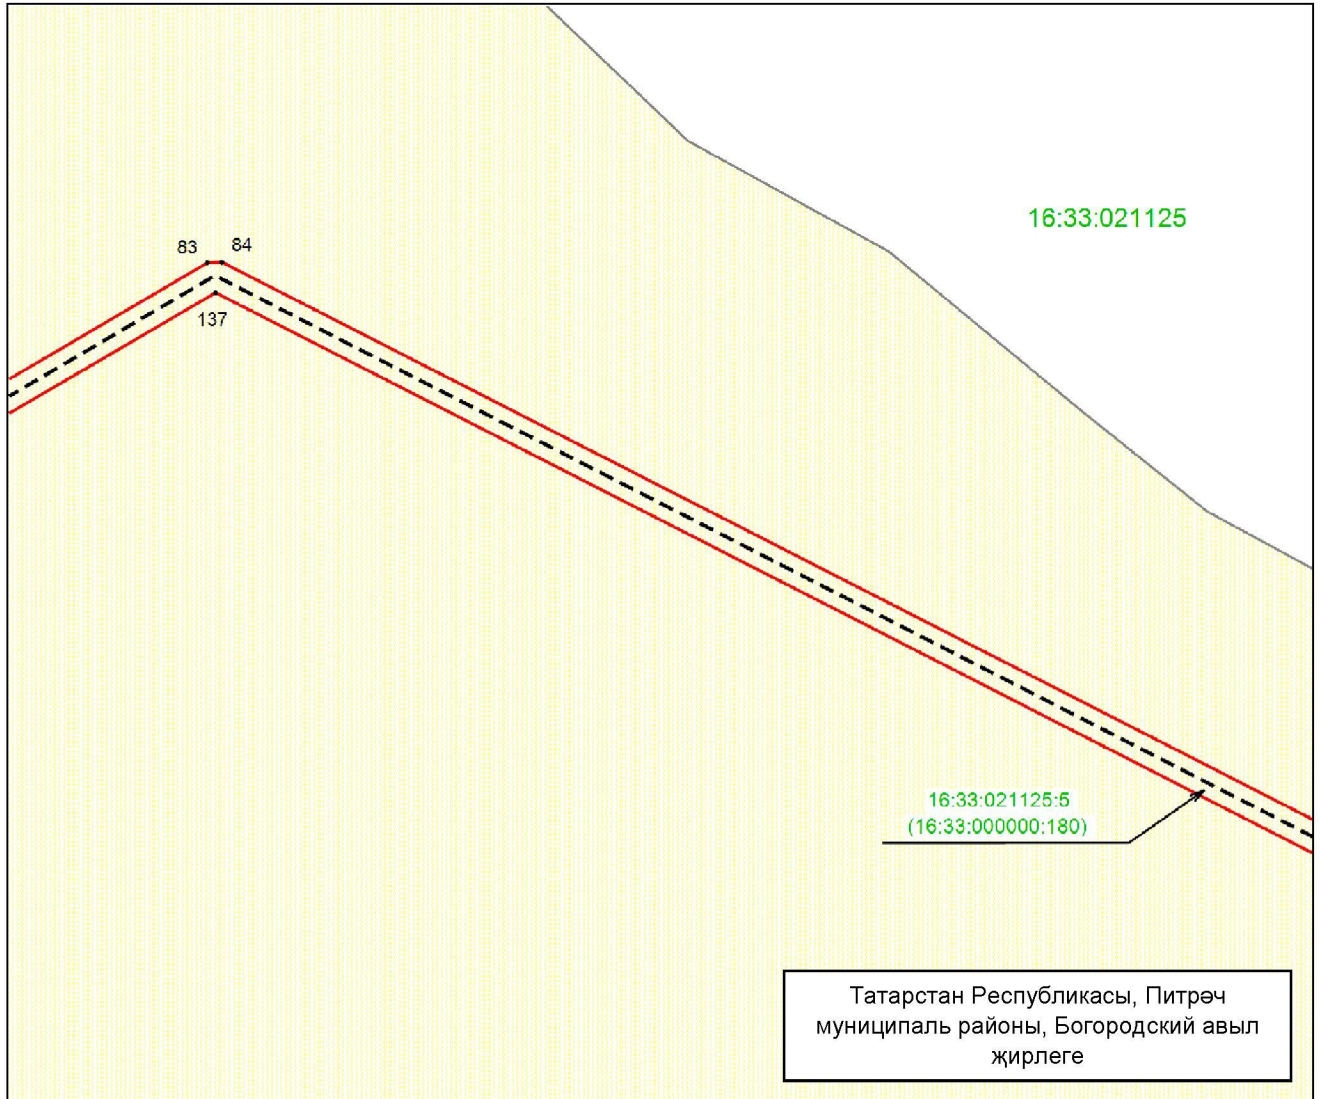 16:33:021125
83
84
137
16:33:021125:5
(16:33:000000:180)
Татарстан Республикасы, Питрәч
муниципаль районы, Богородский авыл
җирлеге